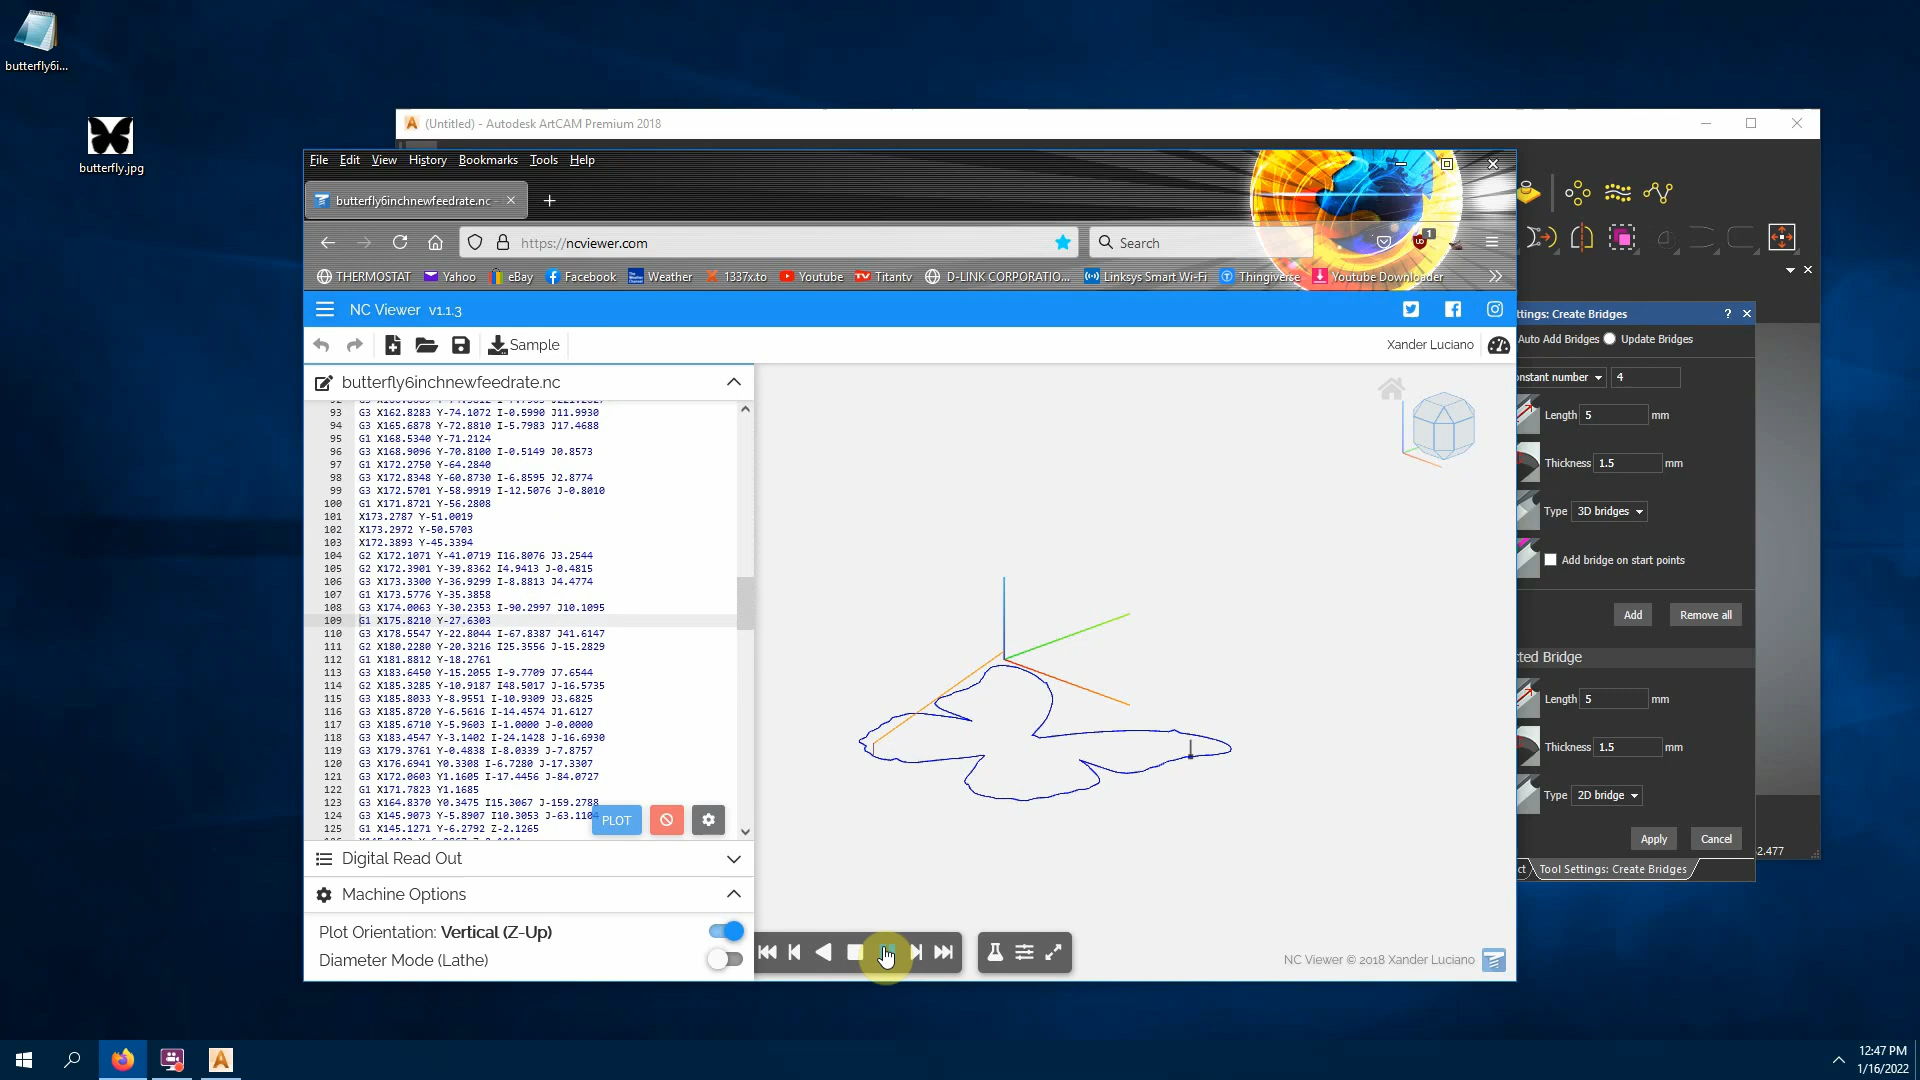 butterfly6i...
butterfly.jpg
(Untitled) - Autodesk ArtCAM Premium 2018
File Edit View History Bookmarks Tools Help
butterfly6inchnewfeedrate.nc -
https://ncviewer.com
Search
1
THERMOSTAT Yahoo eBay Facebook Weather 1337x.to Youtube Titantv D-LINK CORPORATIO... Linksys Smart Wi-Fi Thingiverse Youtube Downloader
NC Viewer v1.1.3
Sample
Xander Luciano
butterfly6inchnewfeedrate.nc
93 G3 X162.8283 Y-74.1072 I-0.5990 J11.9930
94 G3 X165.6878 Y-72.8810 I-5.7983 J17.4688
95 G1 X168.5340 Y-71.2124
96 G3 X168.9096 Y-70.8100 I-0.5149 J0.8573
97 G1 X172.2750 Y-64.2840
98 G3 X172.8348 Y-60.8730 I-6.8595 J2.8774
99 G3 X172.5701 Y-58.9919 I-12.5076 J-0.8010
100 G1 X171.8721 Y-56.2808
101 X173.2787 Y-51.0019
102 X173.2972 Y-50.5703
103 X172.3893 Y-45.3394
104 G2 X172.1071 Y-41.0719 I16.8076 J3.2544
105 G2 X172.3901 Y-39.8362 I4.9413 J-0.4815
106 G3 X173.3300 Y-36.9299 I-8.8813 J4.4774
107 G1 X173.5776 Y-35.3858
108 G3 X174.0063 Y-30.2353 I-90.2997 J10.1095
109 G1 X175.8210 Y-27.6303
110 G3 X178.5547 Y-22.8044 I-67.8387 J41.6147
111 G2 X180.2280 Y-20.3216 I25.3556 J-15.2829
112 G1 X181.8812 Y-18.2761
113 G3 X183.6450 Y-15.2055 I-9.7709 J7.6544
114 G2 X185.3285 Y-10.9187 I48.5017 J-16.5735
115 G3 X185.8033 Y-8.9551 I-10.9309 J3.6825
116 G3 X185.8720 Y-6.5616 I-14.4574 J1.6127
117 G3 X185.6710 Y-5.9603 I-1.0000 J-0.0000
118 G3 X183.4547 Y-3.1402 I-24.1428 J-16.6930
119 G3 X179.3761 Y-0.4838 I-8.0339 J-7.8757
120 G3 X176.6941 Y0.3308 I-6.7280 J-17.3307
121 G3 X172.0603 Y1.1605 I-17.4456 J-84.0727
122 G1 X171.7823 Y1.1685
123 G3 X164.8370 Y0.3475 I15.3067 J-159.2788
124 G3 X145.9073 Y-5.8907 I10.3053 J-63.1104
125 G1 X145.1271 Y-6.2792 Z-2.1265
PLOT
Digital Read Out
Machine Options
Plot Orientation: Vertical (Z-Up)
Diameter Mode (Lathe)
NC Viewer © 2018 Xander Luciano
ttings: Create Bridges ?
Auto Add Bridges Update Bridges
onstant number 4
Length 5 mm
Thickness 1.5 mm
Type 3D bridges
Add bridge on start points
Add Remove all
cted Bridge
Length 5 mm
Thickness 1.5 mm
Type 2D bridge
Apply Cancel
2.477
ct Tool Settings: Create Bridges
12:47 PM
1/16/2022